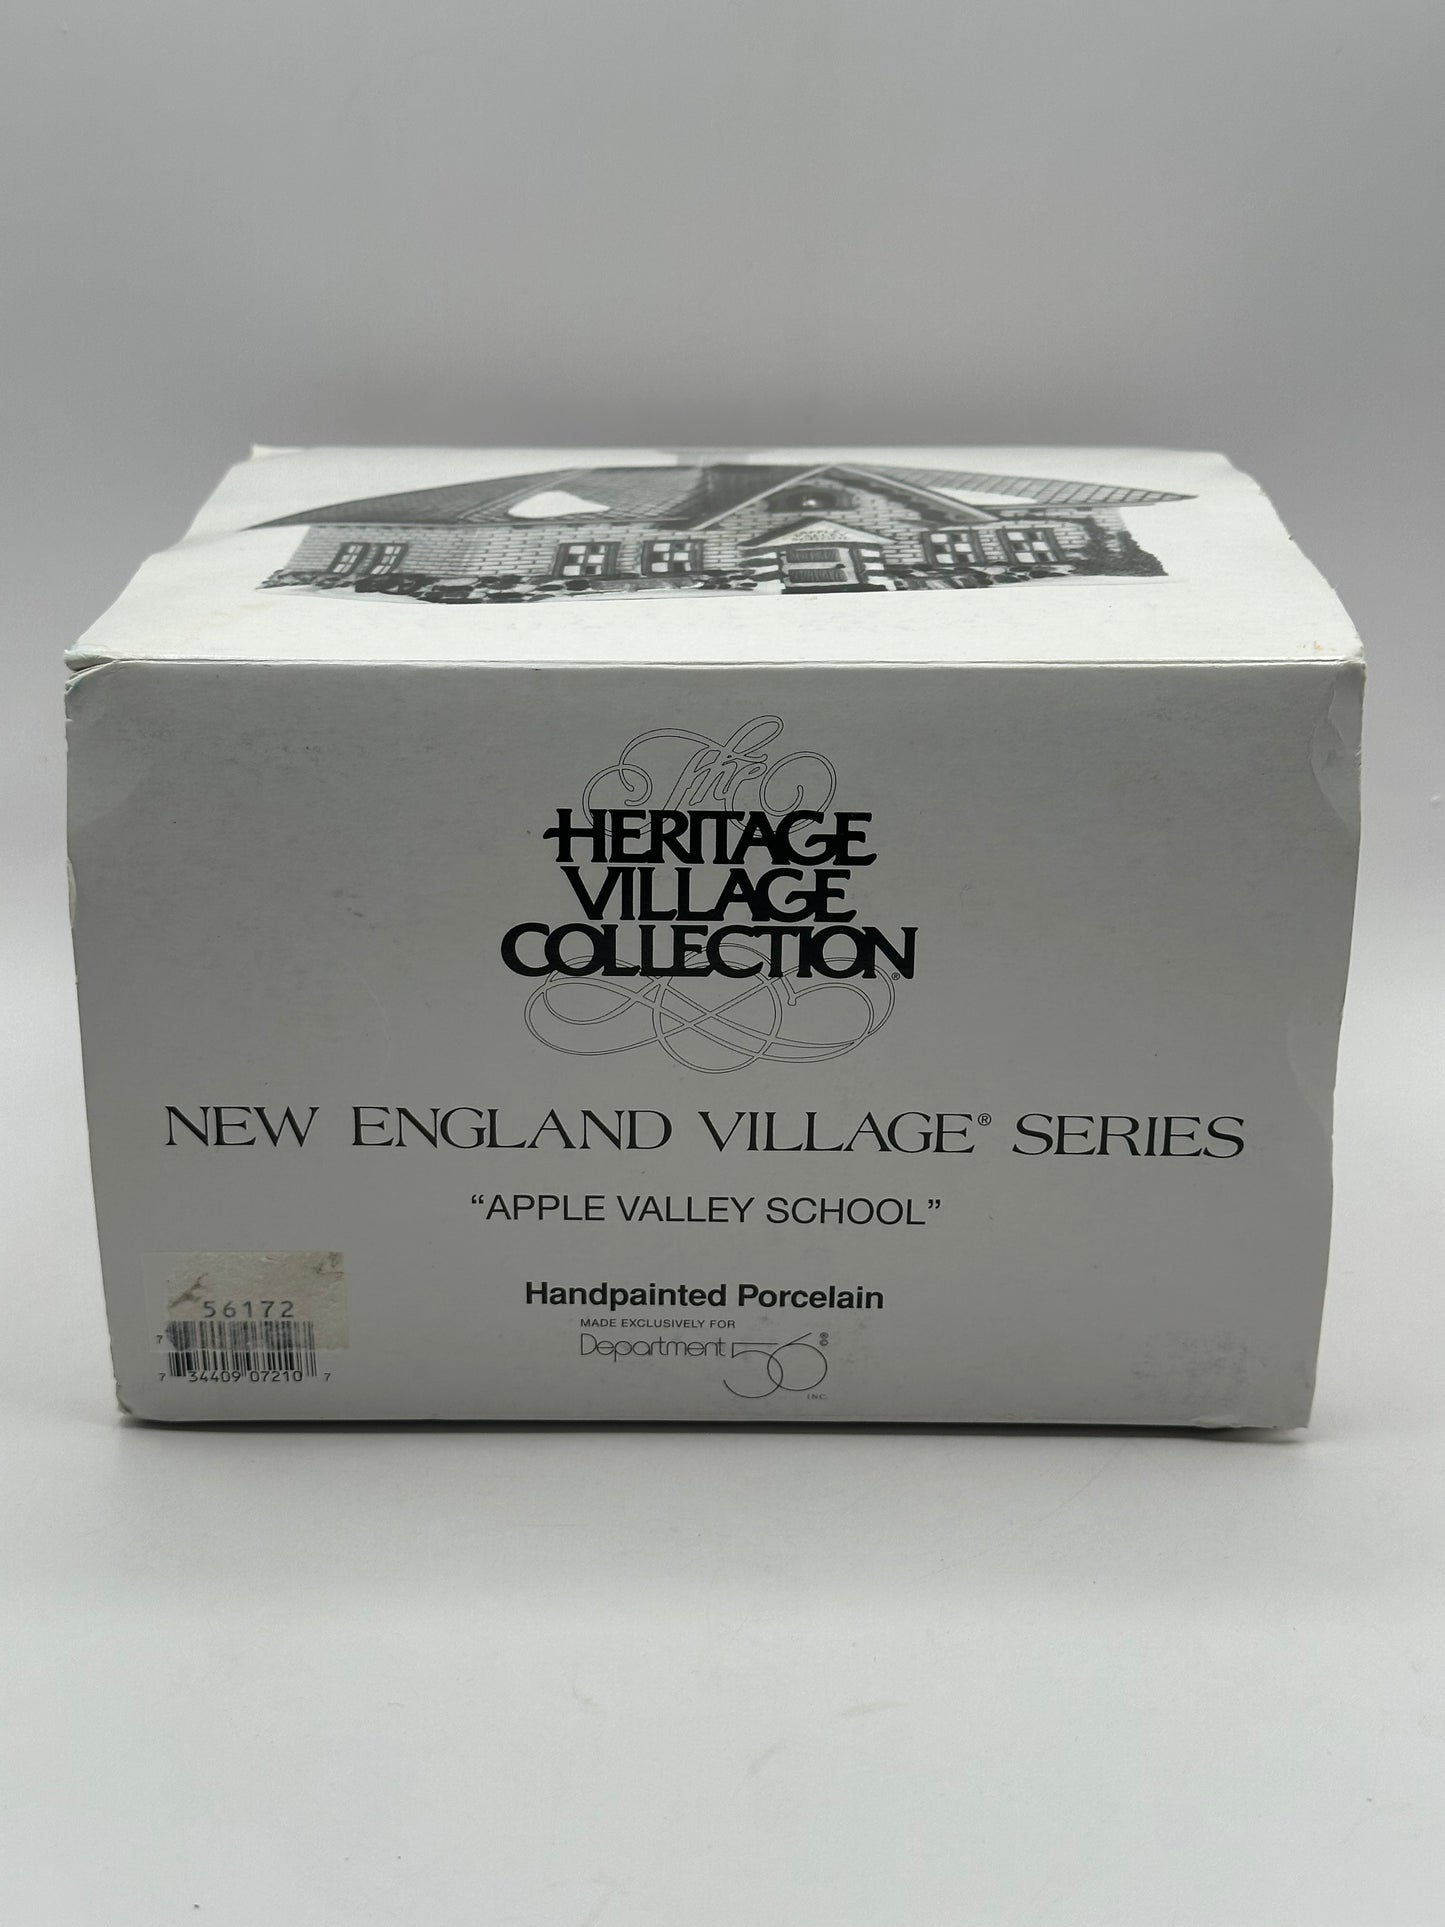 The
HERITAGE
VILLAGE
COLLECTION®
NEW ENGLAND VILLAGE® SERIES
“APPLE VALLEY SCHOOL”
Handpainted Porcelain
MADE EXCLUSIVELY FOR
Department 56 ®©
INC.
56172
7
7 34409 07210 7